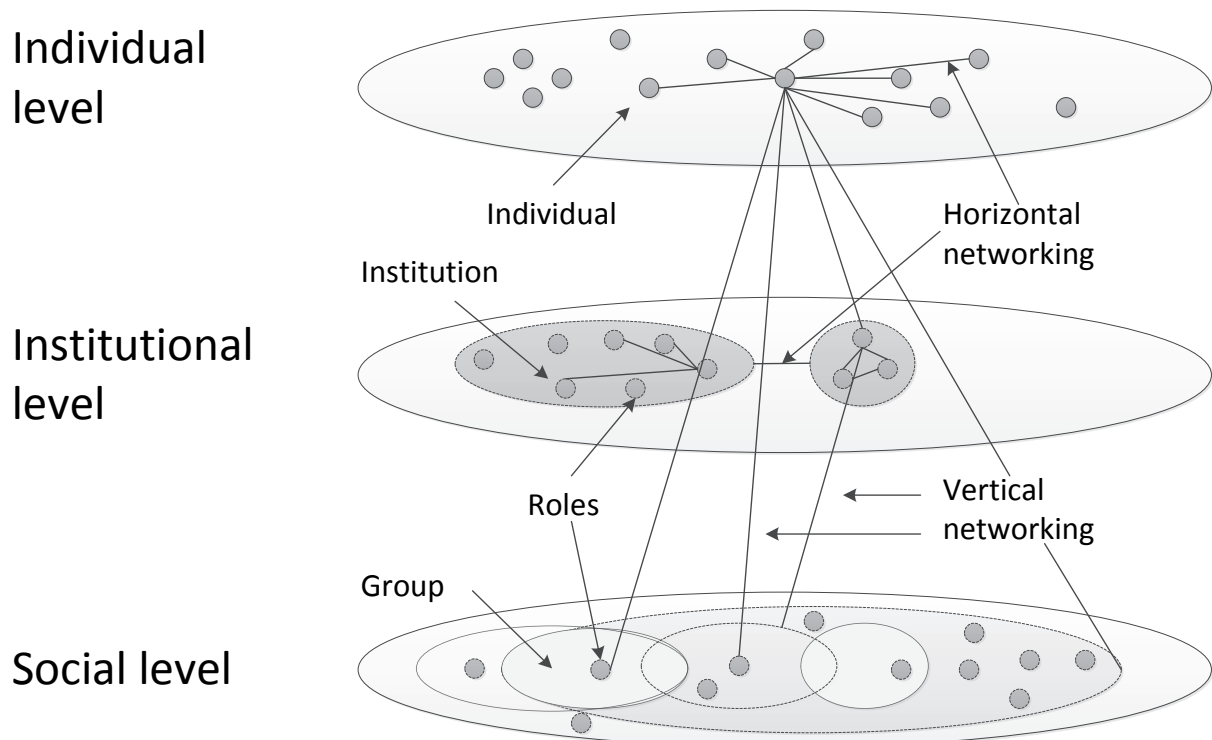 Individual
level
Individual
Horizontal
networking
Institution
Institutional
level
Roles
Vertical
networking
Group
Social level